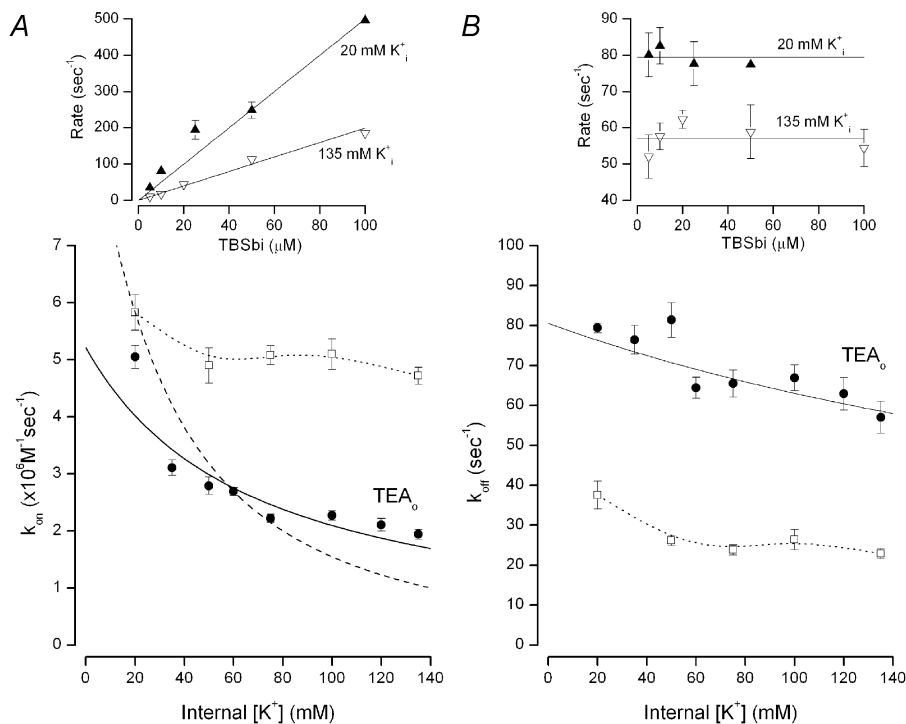 A
500
400
300
200
100
0
Rate (sec⁻¹)
20 mM K⁺ᵢ
135 mM K⁺ᵢ
0 20 40 60 80 100
TBSbi (μM)
B
90
80
70
60
50
40
Rate (sec⁻¹)
20 mM K⁺ᵢ
135 mM K⁺ᵢ
0 20 40 60 80 100
TBSbi (μM)
7
6
5
4
3
2
1
0
k_on (x10⁶M⁻¹sec⁻¹)
TEAₒ
0 20 40 60 80 100 120 140
Internal [K⁺] (mM)
100
90
80
70
60
50
40
30
20
10
0
k_off (sec⁻¹)
TEAₒ
0 20 40 60 80 100 120 140
Internal [K⁺] (mM)